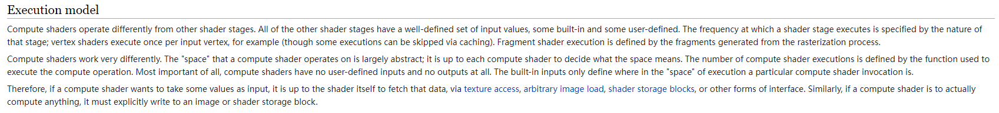 Execution model
Compute shaders operate differently from other shader stages. All of the other shader stages have a well-defined set of input values, some built-in and some user-defined. The frequency at which a shader stage executes is specified by the nature of
that stage; vertex shaders execute once per input vertex, for example (though some executions can be skipped via caching). Fragment shader execution is defined by the fragments generated from the rasterization process.
Compute shaders work very differently. The "space" that a compute shader operates on is largely abstract; it is up to each compute shader to decide what the space means. The number of compute shader executions is defined by the function used to
execute the compute operation. Most important of all, compute shaders have no user-defined inputs and no outputs at all. The built-in inputs only define where in the "space" of execution a particular compute shader invocation is.
Therefore, if a compute shader wants to take some values as input, it is up to the shader itself to fetch that data, via texture access, arbitrary image load, shader storage blocks, or other forms of interface. Similarly, if a compute shader is to actually
compute anything, it must explicitly write to an image or shader storage block.